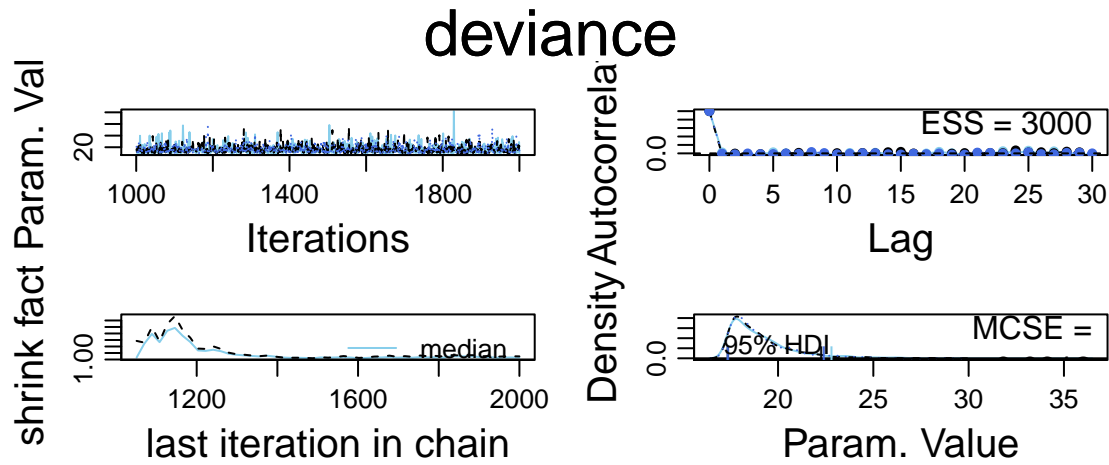 deviance
Param. Val
20
1000 1400 1800
Iterations
Autocorrela
0.0
ESS = 3000
0 5 10 15 20 25 30
Lag
shrink fact
1.00
median
1200 1600 2000
last iteration in chain
Density
0.0
95% HDI
MCSE =
20 25 30 35
Param. Value